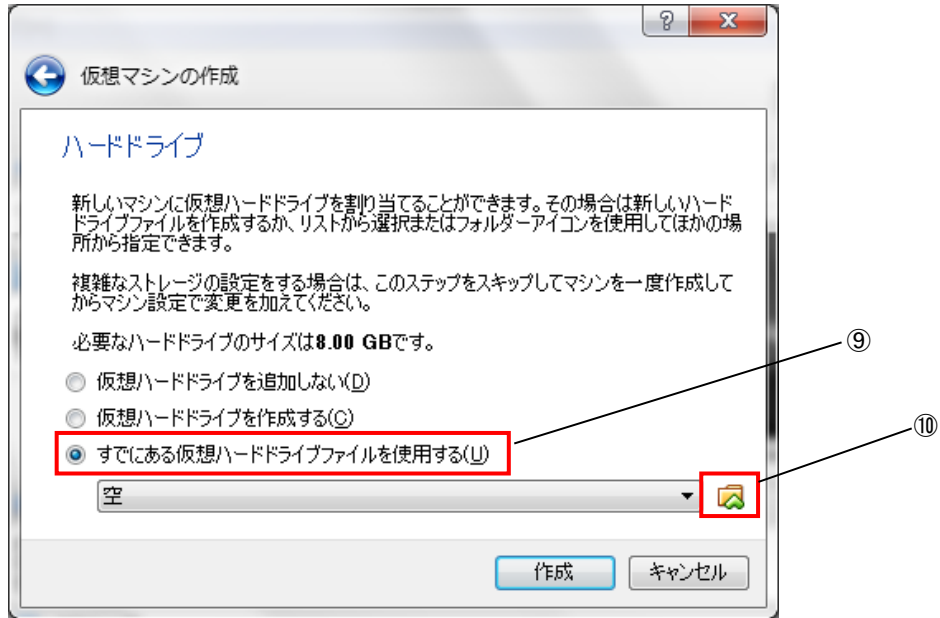 仮想マシンの作成
ハードドライブ
新しいマシンに仮想ハードドライブを割り当てることができます。その場合は新しいハード
ドライブファイルを作成するか、リストから選択またはフォルダーアイコンを使用してほかの場
所から指定できます。
複雑なストレージの設定をする場合は、このステップをスキップしてマシンを一度作成して
からマシン設定で変更を加えてください。
必要なハードドライブのサイズは8.00 GBです。
⑨
仮想ハードドライブを追加しない(D)
仮想ハードドライブを作成する(C)
⑩
すでにある仮想ハードドライブファイルを使用する(U)
空
作成 キャンセル